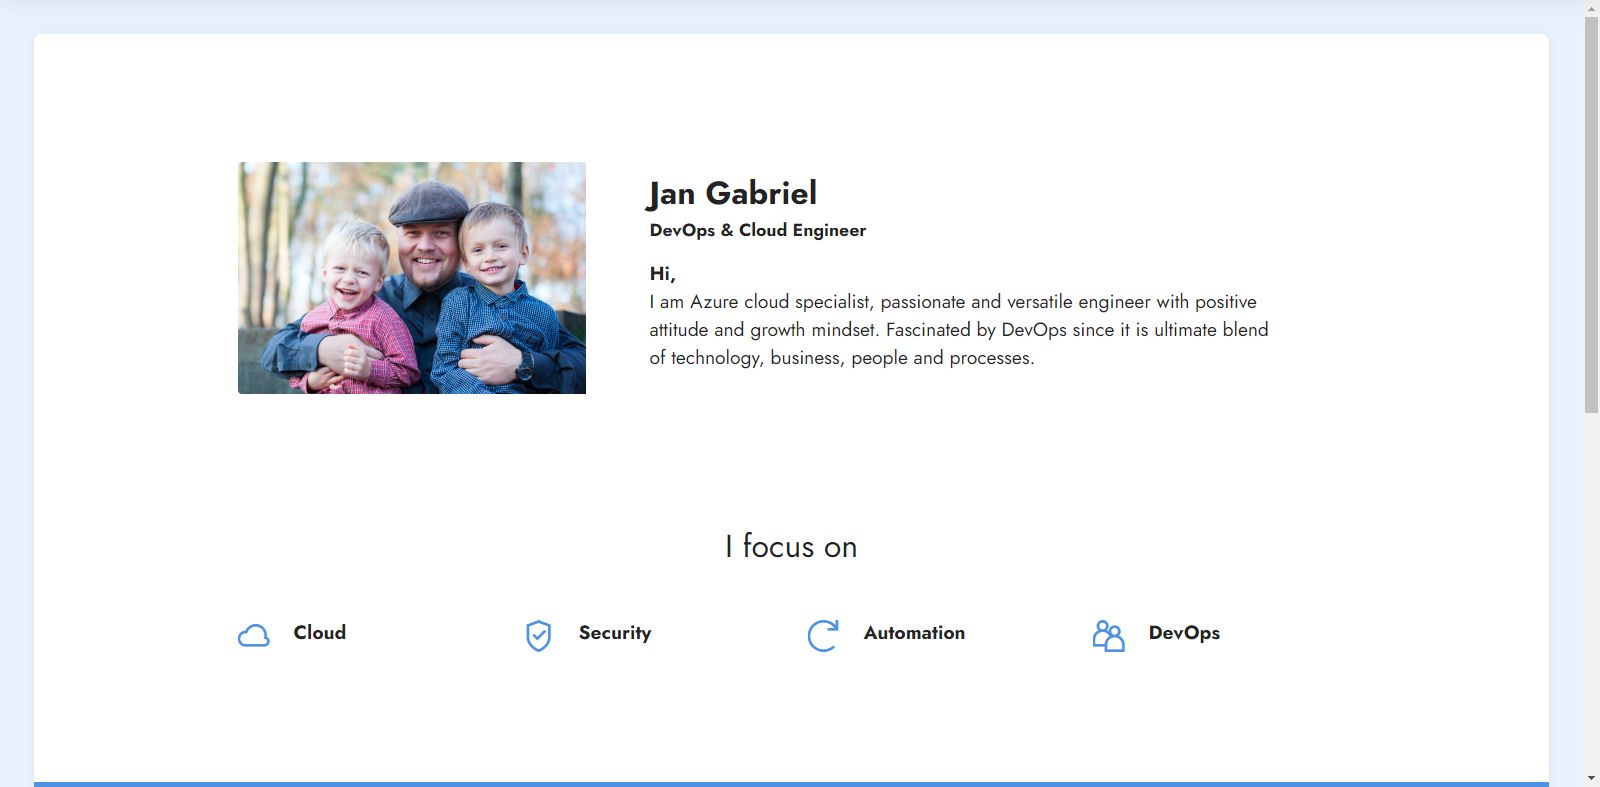 Jan Gabriel
DevOps & Cloud Engineer
Hi,
I am Azure cloud specialist, passionate and versatile engineer with positive
attitude and growth mindset. Fascinated by DevOps since it is ultimate blend
of technology, business, people and processes.
I focus on
Cloud
Security
Automation
DevOps